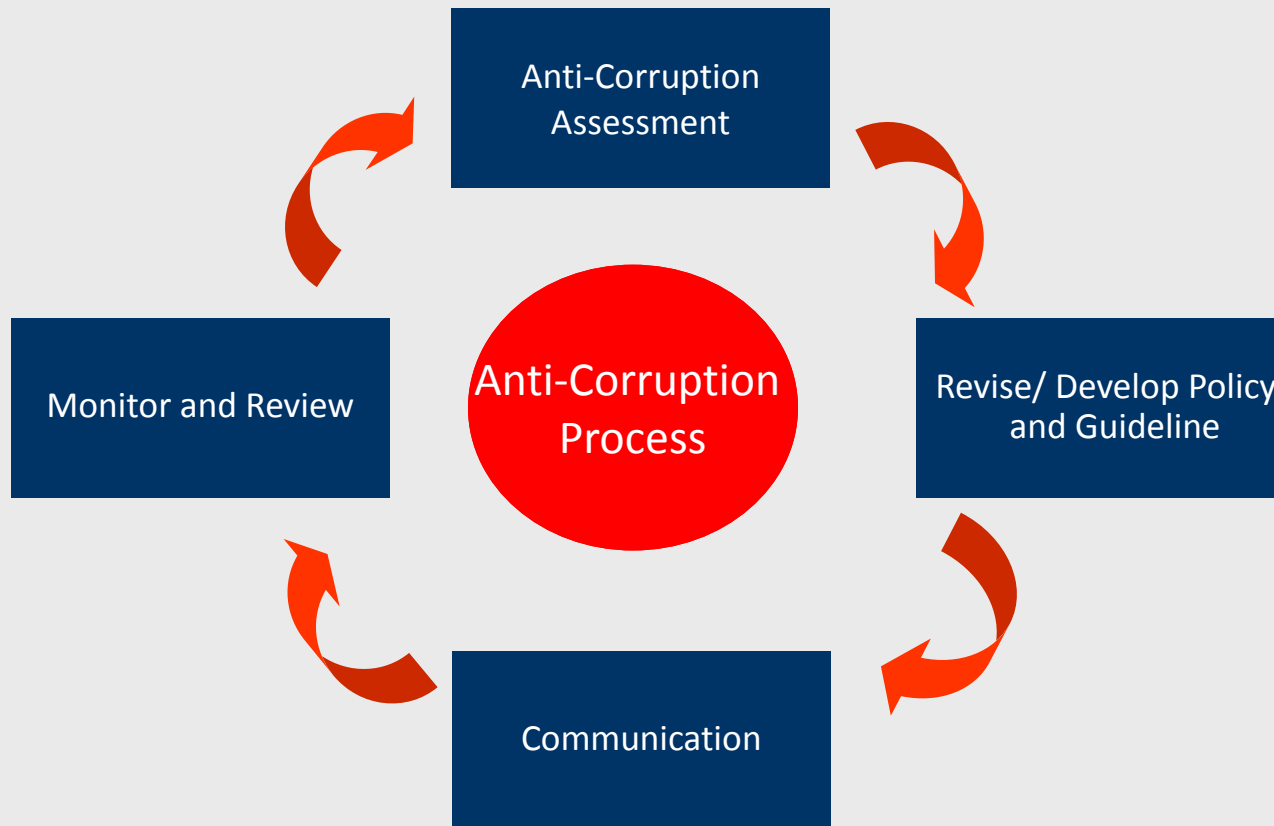 Anti-Corruption
Assessment
Monitor and Review
Anti-Corruption
Process
Revise/ Develop Policy
and Guideline
Communication